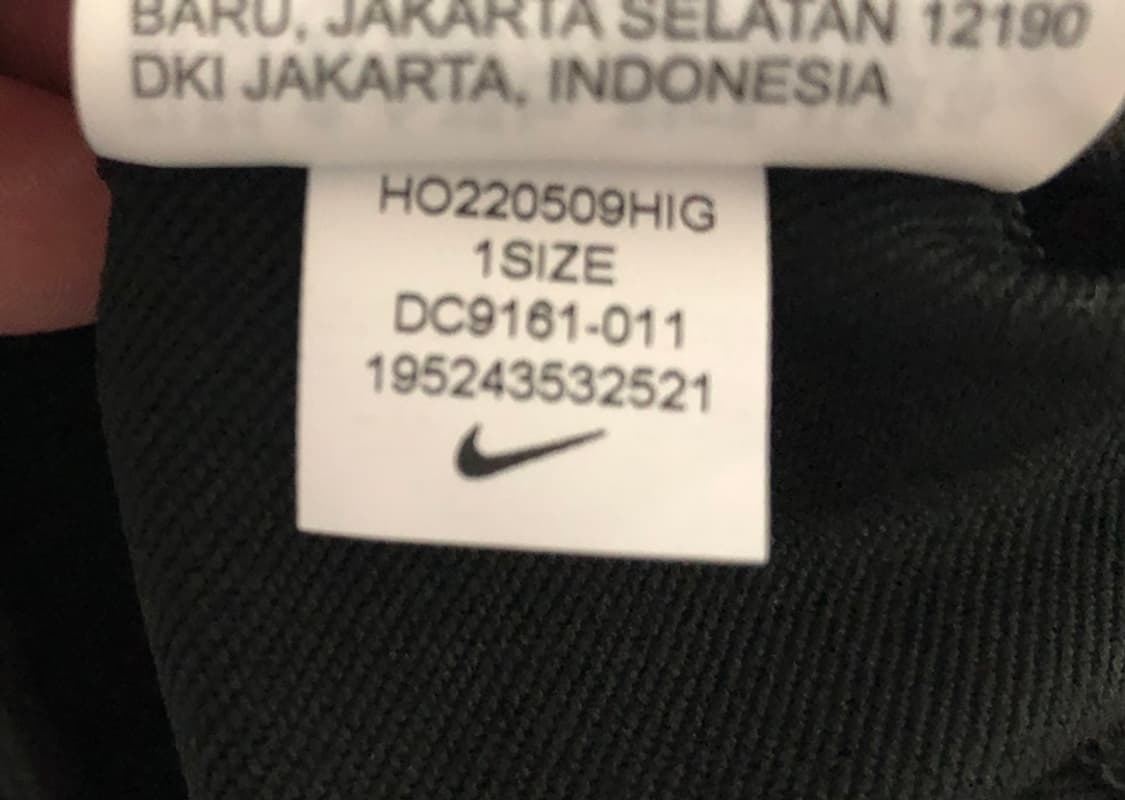 BARU, JAKARTA SELATAN 12190
DKI JAKARTA, INDONESIA
HO220509HIG
1SIZE
DC9161-011
195243532521